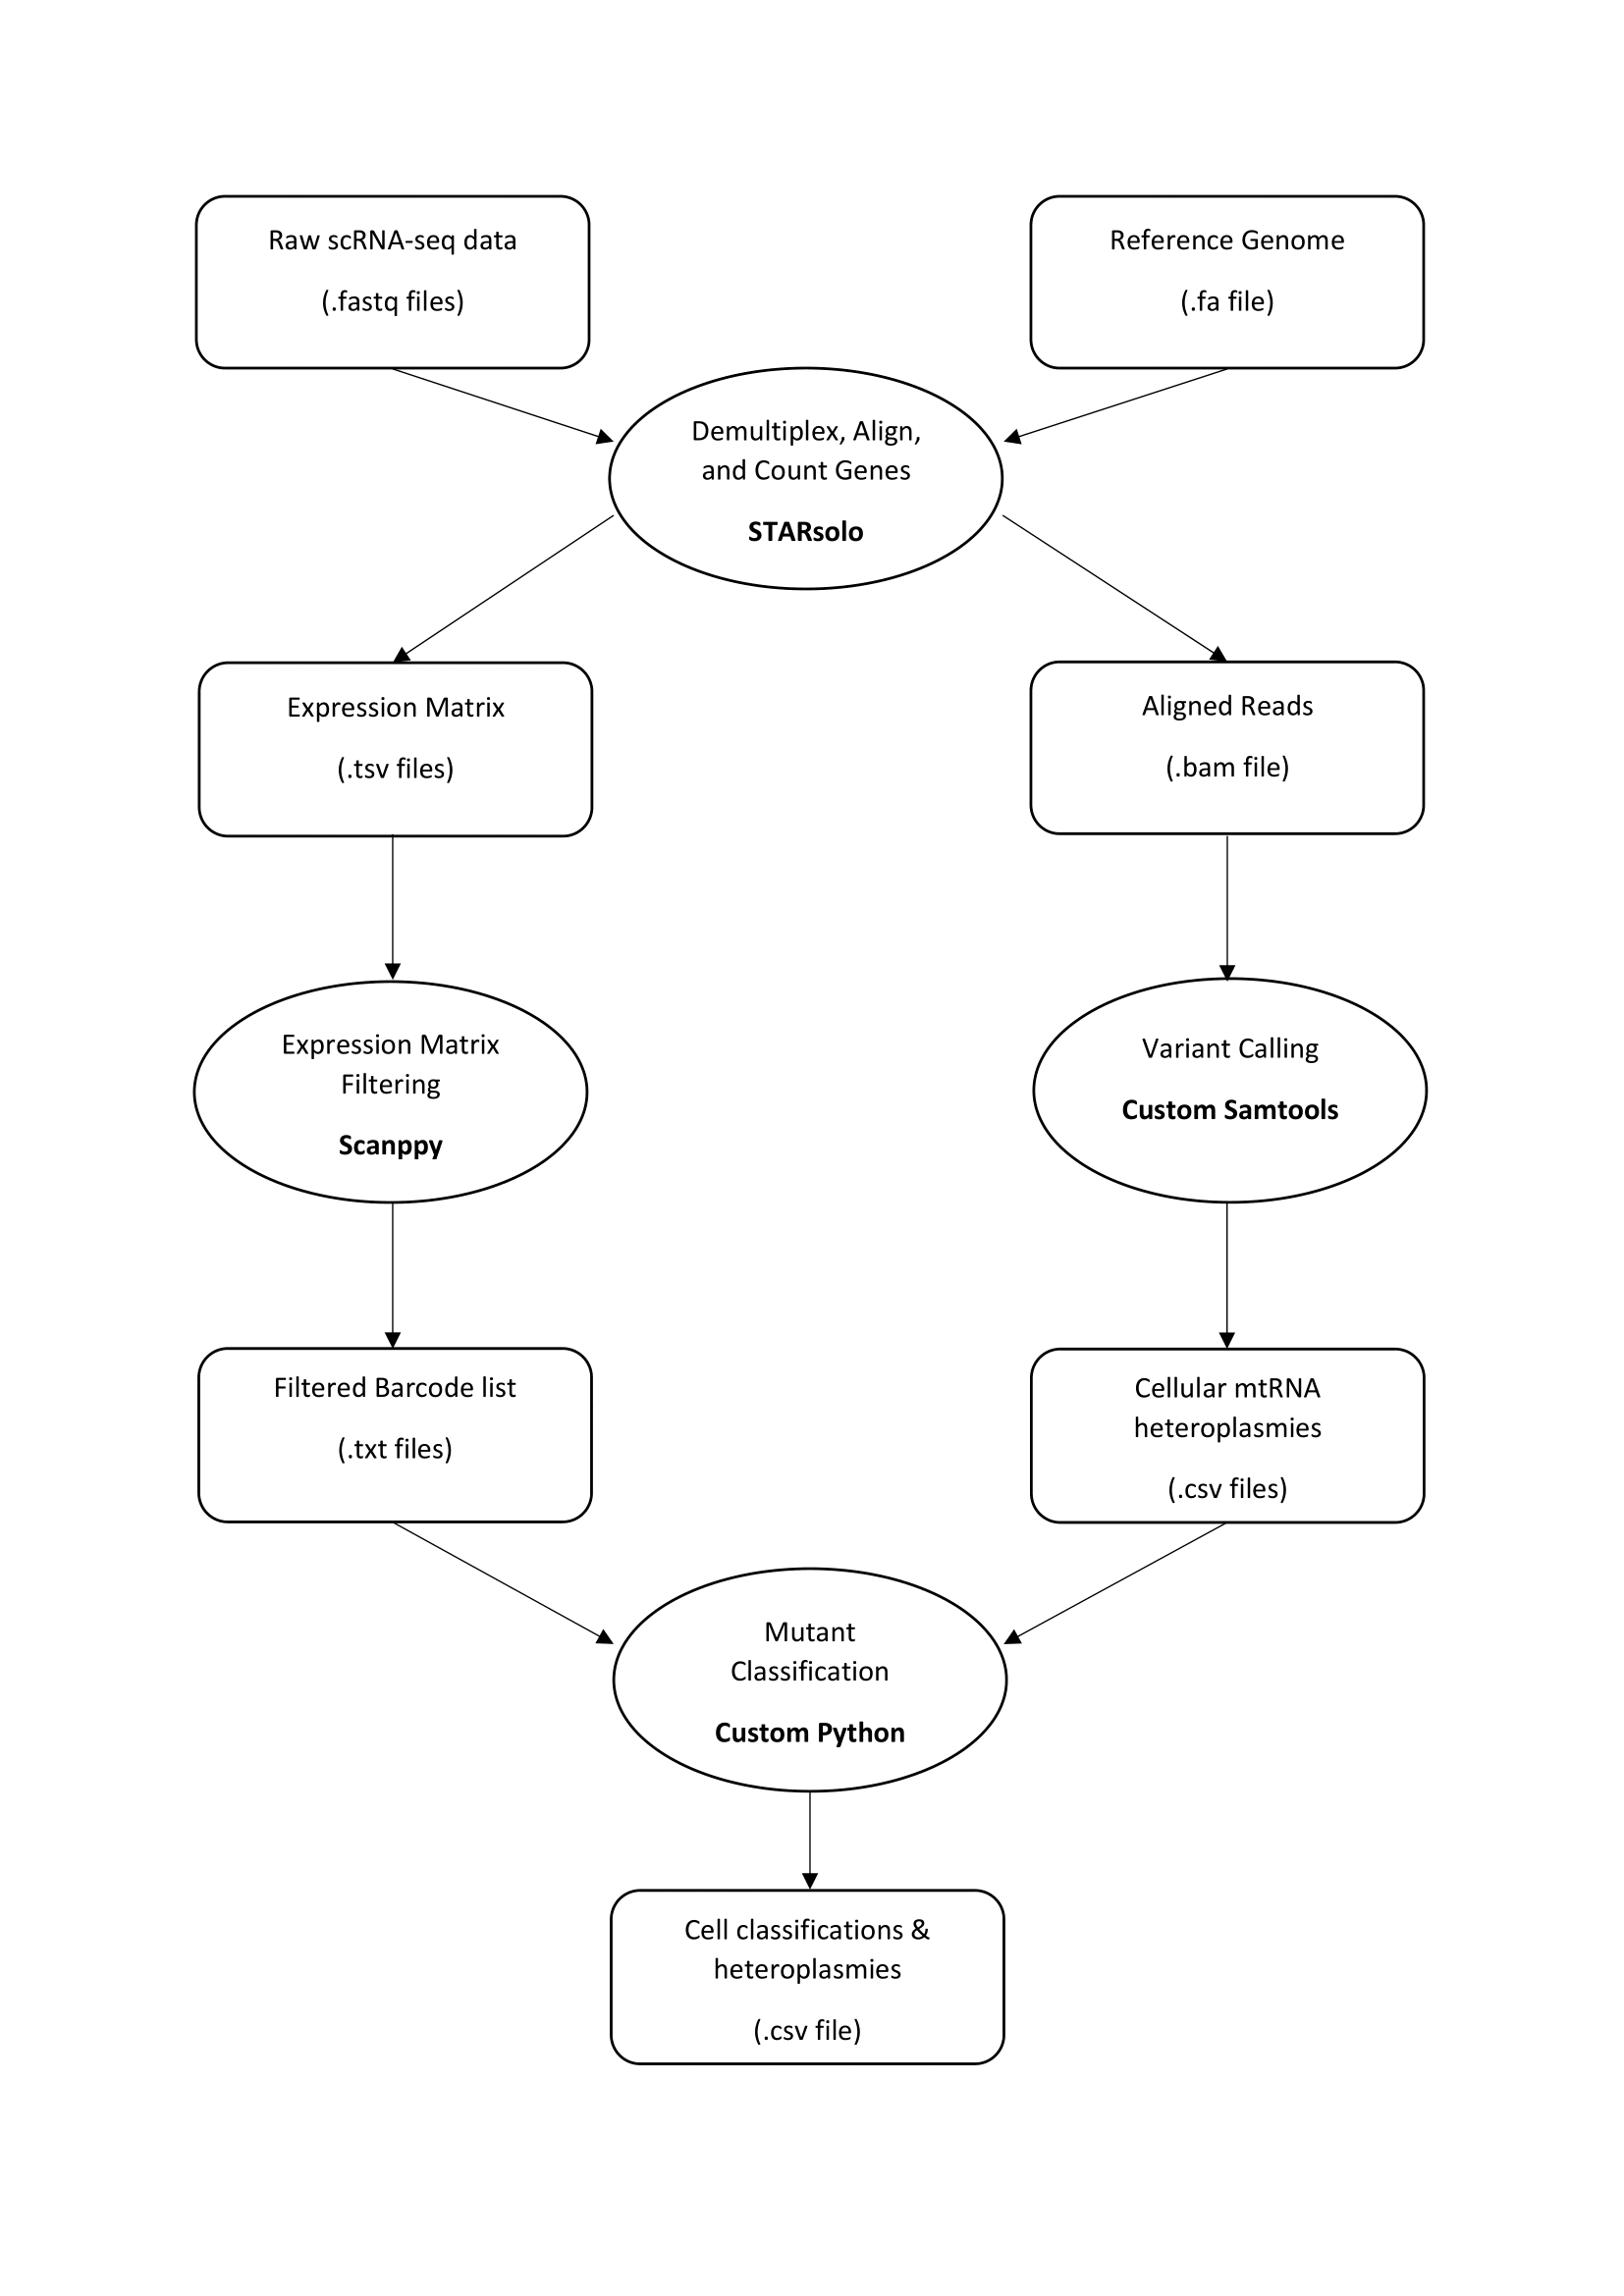 Raw scRNA-seq data
(.fastq files)
Reference Genome
(.fa file)
Demultiplex, Align,
and Count Genes
STARsolo
Expression Matrix
(.tsv files)
Aligned Reads
(.bam file)
Expression Matrix
Filtering
Scanppy
Variant Calling
Custom Samtools
Filtered Barcode list
(.txt files)
Cellular mtRNA
heteroplasmies
(.csv files)
Mutant
Classification
Custom Python
Cell classifications &
heteroplasmies
(.csv file)